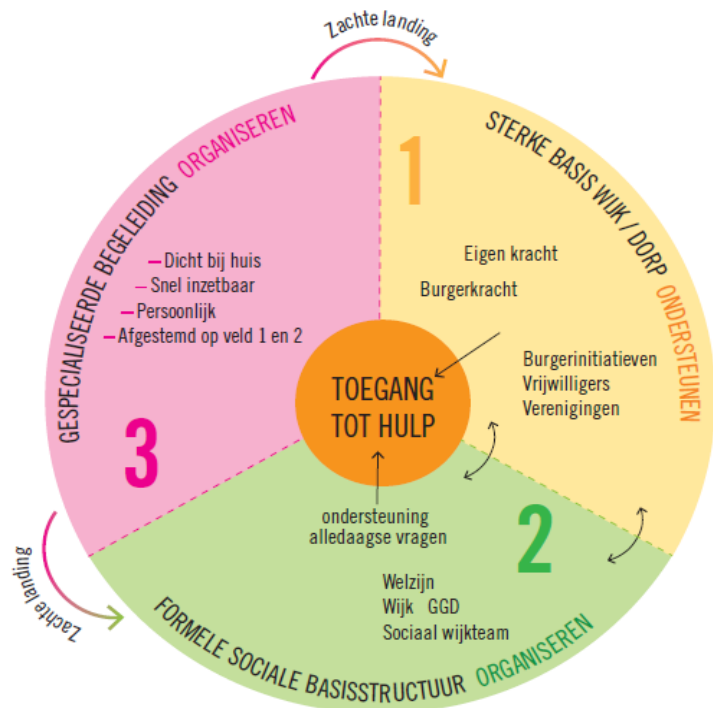 Zachte landing
1
STERKE BASIS WIJK / DORP ONDERSTEUNEN
Eigen kracht
Burgerkracht
Burgerinitiatieven
Vrijwilligers
Verenigingen
GESPECIALISEERDE BEGELEIDING ORGANISEREN
– Dicht bij huis
– Snel inzetbaar
– Persoonlijk
– Afgestemd op veld 1 en 2
3
TOEGANG
TOT HULP
2
ondersteuning
alledaagse vragen
Welzijn
Wijk GGD
Sociaal wijkteam
FORMELE SOCIALE BASISSTRUCTUUR ORGANISEREN
Zachte landing